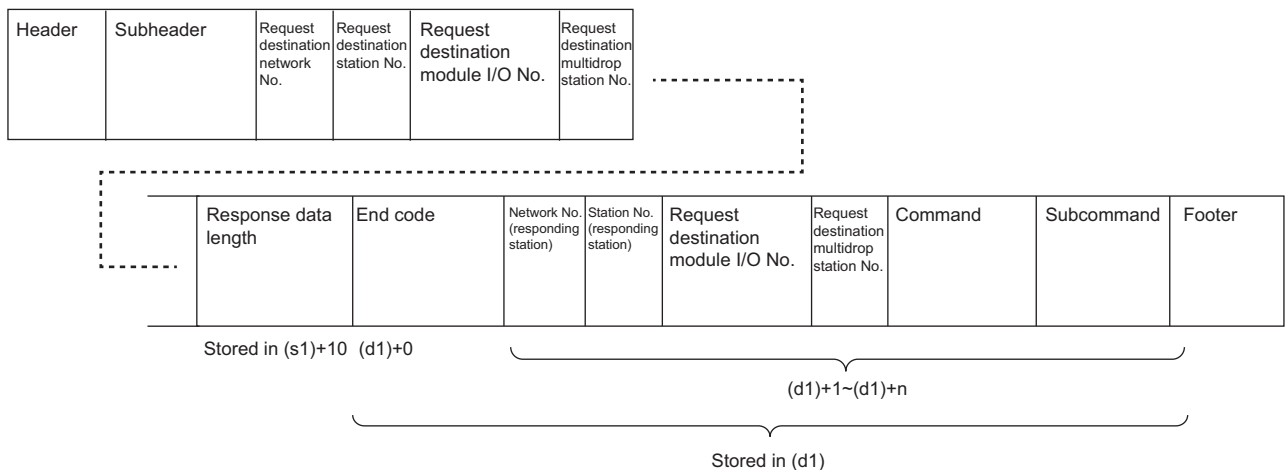 Header
Subheader
Request
destination
network
No.
Request
destination
station No.
Request
destination
module I/O No.
Request
destination
multidrop
station No.
Response data
length
End code
Network No.
(responding
station)
Station No.
(responding
station)
Request
destination
module I/O No.
Request
destination
multidrop
station No.
Command
Subcommand
Footer
Stored in (s1)+10
(d1)+0
(d1)+1~(d1)+n
Stored in (d1)